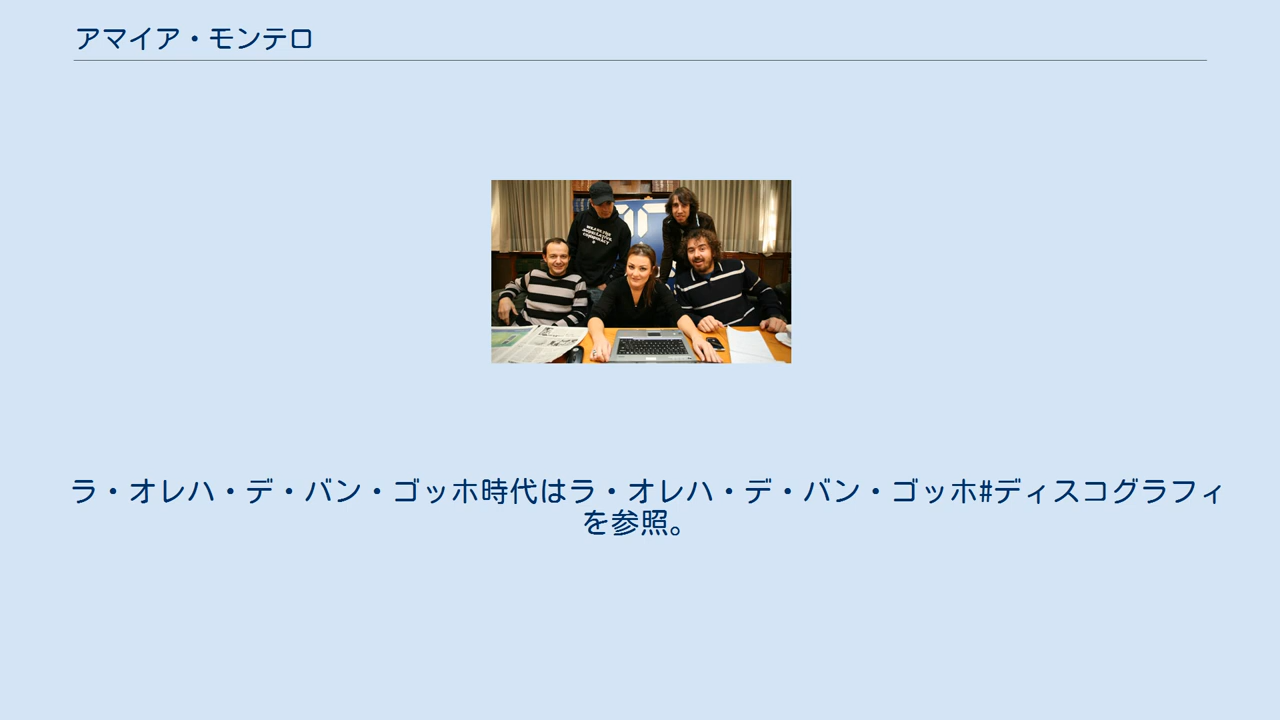 アマイア・モンテロ
ラ・オレハ・デ・バン・ゴッホ時代はラ・オレハ・デ・バン・ゴッホ#ディスコグラフィ
を参照。